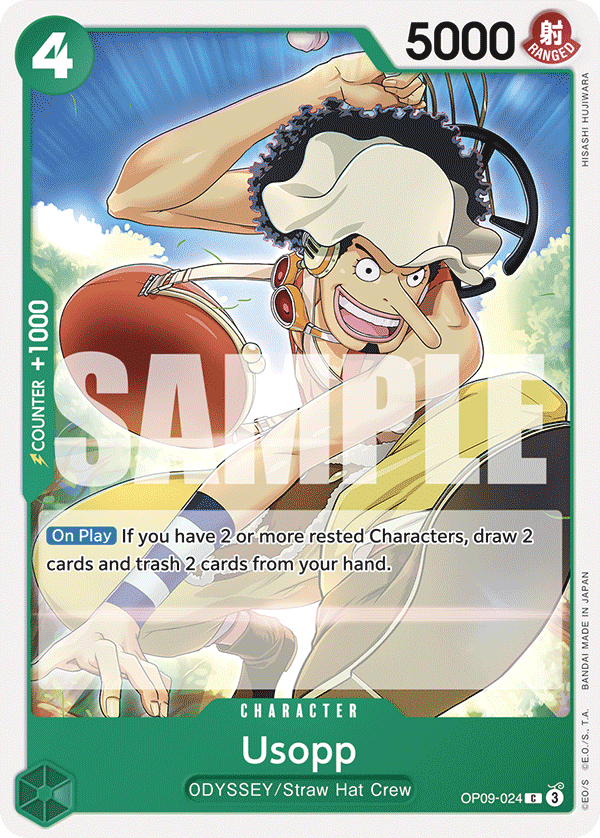 4
5000
射
RANGED
HISASHI HUJIWARA
COUNTER +1000
SAMPLE
On Play If you have 2 or more rested Characters, draw 2
cards and trash 2 cards from your hand.
BANDAI MADE IN JAPAN
©E.O./S., T.A.
©EO/S
CHARACTER
Usopp
ODYSSEY/Straw Hat Crew
OP09-024 C 3